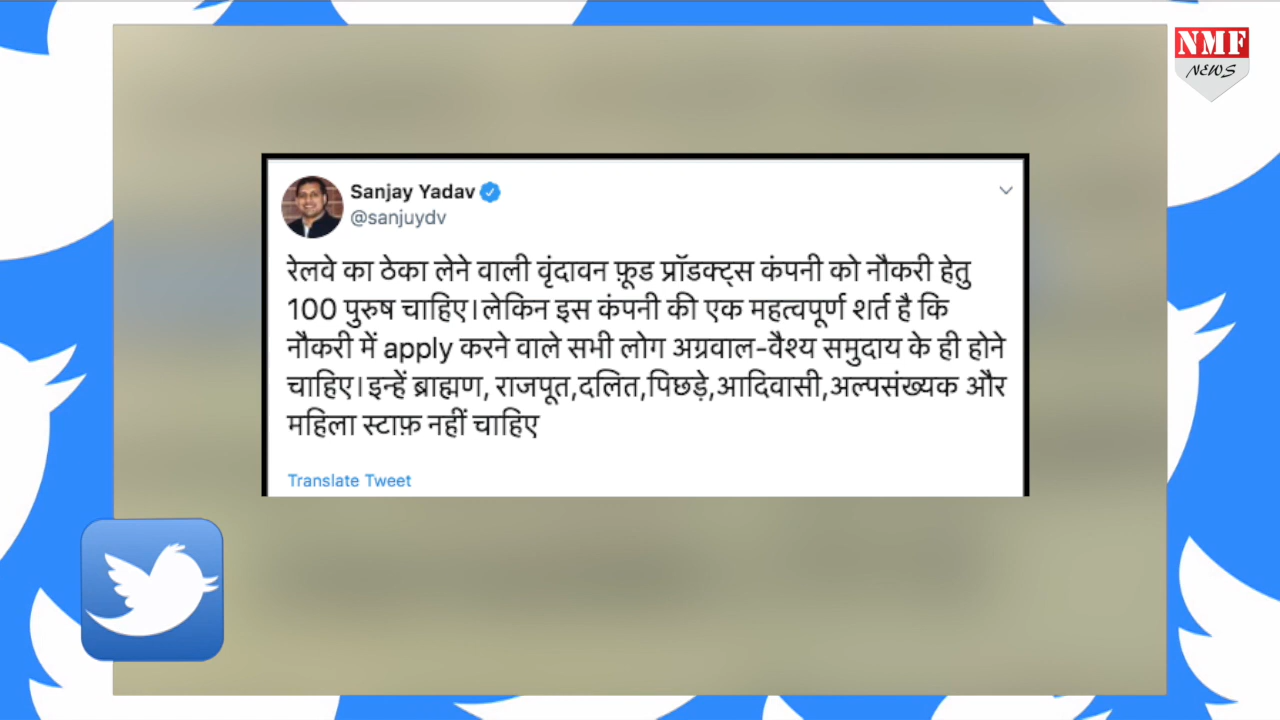 NMF
NEWS
Sanjay Yadav
@sanjuydv
रेलवे का ठेका लेने वाली वृंदावन फ़ूड प्रॉडक्ट्स कंपनी को नौकरी हेतु
100 पुरुष चाहिए।लेकिन इस कंपनी की एक महत्वपूर्ण शर्त है कि
नौकरी में apply करने वाले सभी लोग अग्रवाल-वैश्य समुदाय के ही होने
चाहिए।इन्हें ब्राह्मण, राजपूत,दलित,पिछड़े,आदिवासी,अल्पसंख्यक और
महिला स्टाफ़ नहीं चाहिए
Translate Tweet